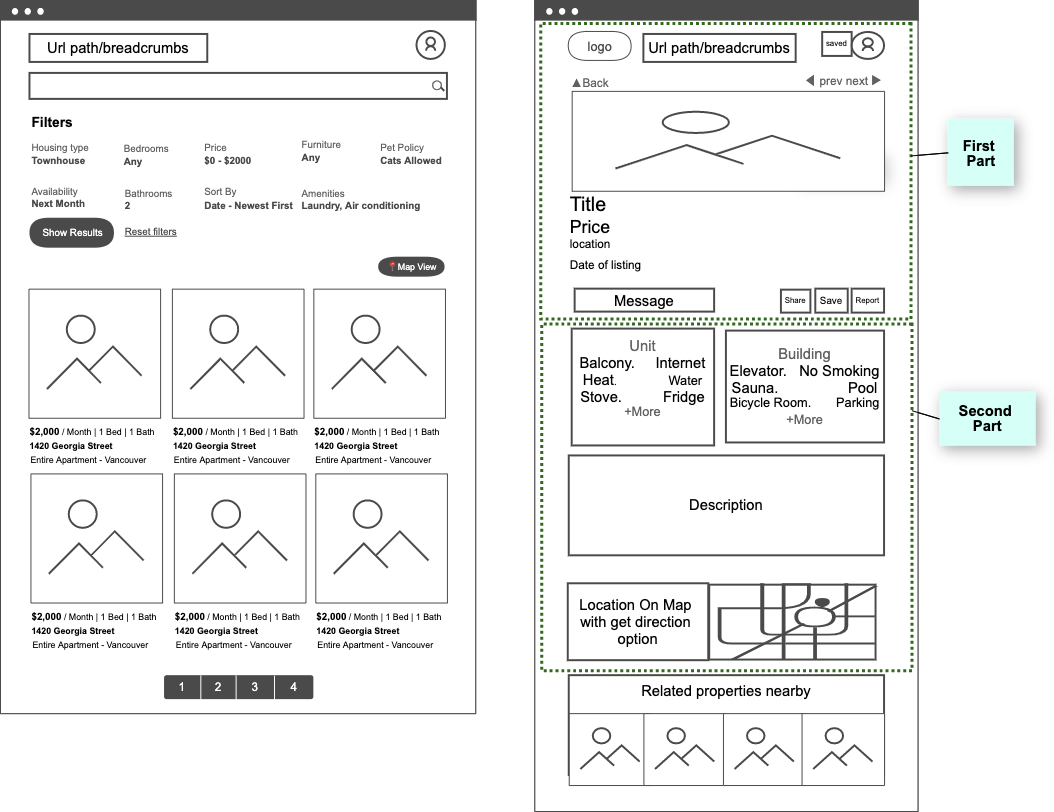 Url path/breadcrumbs
Filters
Housing type
Townhouse
Bedrooms
Any
Price
$0 - $2000
Furniture
Any
Pet Policy
Cats Allowed
Availability
Next Month
Bathrooms
2
Sort By
Date - Newest First
Amenities
Laundry, Air conditioning
Show Results
Reset filters
Map View
$2,000 / Month | 1 Bed | 1 Bath
1420 Georgia Street
Entire Apartment - Vancouver
$2,000 / Month | 1 Bed | 1 Bath
1420 Georgia Street
Entire Apartment - Vancouver
$2,000 / Month | 1 Bed | 1 Bath
1420 Georgia Street
Entire Apartment - Vancouver
$2,000 / Month | 1 Bed | 1 Bath
1420 Georgia Street
Entire Apartment - Vancouver
$2,000 / Month | 1 Bed | 1 Bath
1420 Georgia Street
Entire Apartment - Vancouver
$2,000 / Month | 1 Bed | 1 Bath
1420 Georgia Street
Entire Apartment - Vancouver
1 2 3 4
logo
Url path/breadcrumbs
saved
Back
prev next
Title
Price
location
Date of listing
Message
Share
Save
Report
Unit
Balcony. Internet
Heat. Water
Stove. Fridge
+More
Building
Elevator. No Smoking
Sauna. Pool
Bicycle Room. Parking
+More
Description
Location On Map
with get direction
option
Related properties nearby
First
Part
Second
Part